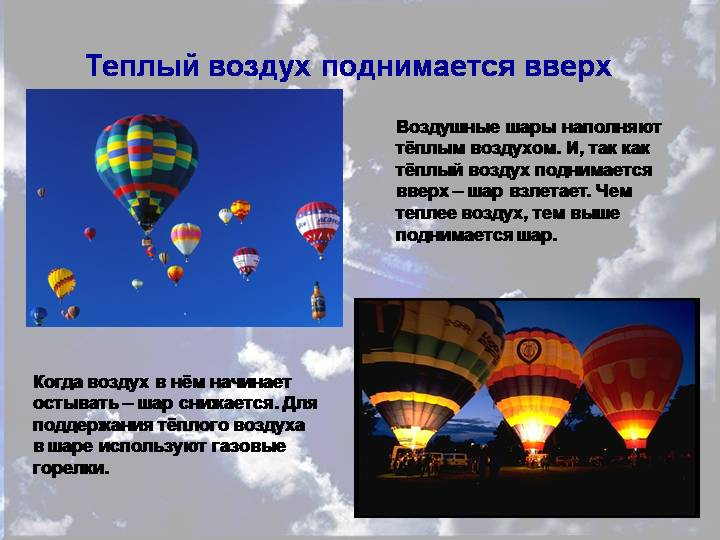 Теплый воздух поднимается вверх
Воздушные шары наполняют
тёплым воздухом. И, так как
тёплый воздух поднимается
вверх – шар взлетает. Чем
теплее воздух, тем выше
поднимается шар.
Когда воздух в нём начинает
остывать – шар снижается. Для
поддержания тёплого воздуха
в шаре используют газовые
горелки.